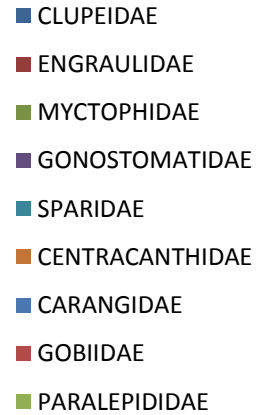 CLUPEIDAE
ENGRAULIDAE
MYCTOPHIDAE
GONOSTOMATIDAE
SPARIDAE
CENTRACANTHIDAE
CARANGIDAE
GOBIIDAE
PARALEPIDIDAE